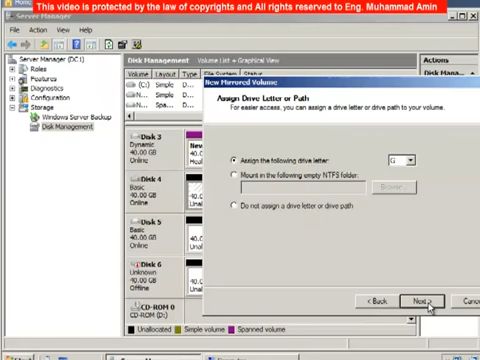 This video is protected by the law of copyrights and All rights reserved to Eng. Muhammad Amin
Server Manager
File Action View Help
Server Manager (DC1)
Roles
Features
Diagnostics
Configuration
Storage
Windows Server Backup
Disk Management
Disk Management Volume List + Graphical View
Actions
Disk Mana...
Volume Layout Type File System Status
(C:) Simple
N... Simple
N... Spa...
Disk 3
Dynamic
40.00 GB
Online
Disk 4
Basic
40.00 GB
Online
Disk 5
Basic
40.00 GB
Online
Disk 6
Unknown
40.00 GB
Offline
CD-ROM 0
CD-ROM (D:)
Unallocated Simple volume Spanned volume
New Mirrored Volume
Assign Drive Letter or Path
For easier access, you can assign a drive letter or drive path to your volume.
Assign the following drive letter: G
Mount in the following empty NTFS folder:
Browse...
Do not assign a drive letter or drive path
< Back Next >